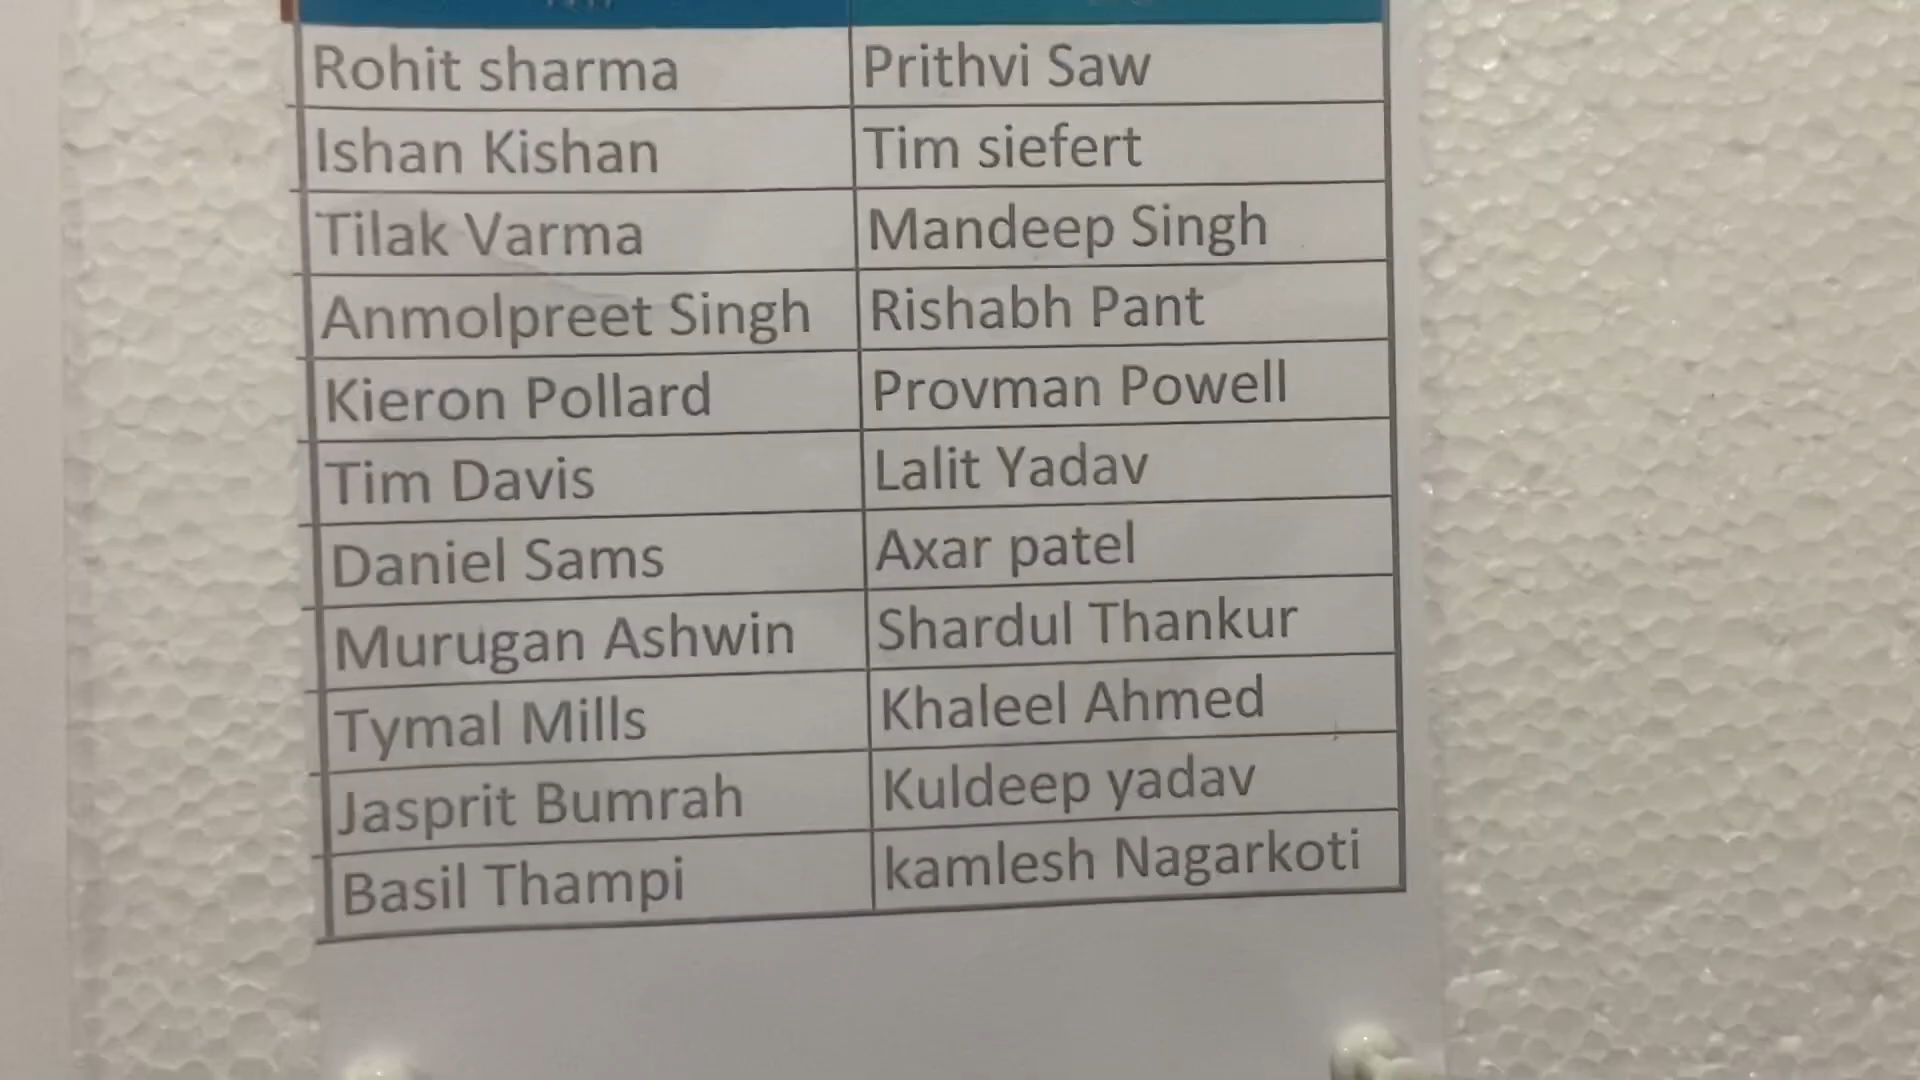 Rohit sharma Prithvi Saw
Ishan Kishan Tim siefert
Tilak Varma Mandeep Singh
Anmolpreet Singh Rishabh Pant
Kieron Pollard Provman Powell
Tim Davis Lalit Yadav
Daniel Sams Axar patel
Murugan Ashwin Shardul Thankur
Tymal Mills Khaleel Ahmed
Jasprit Bumrah Kuldeep yadav
Basil Thampi kamlesh Nagarkoti